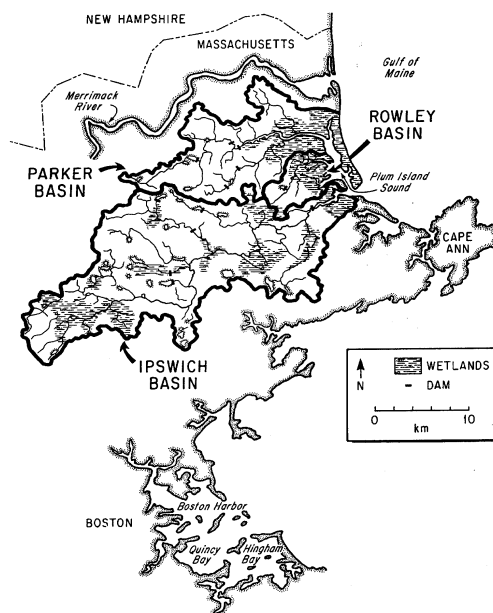 NEW HAMPSHIRE
MASSACHUSETTS
Gulf of
Maine
Merrimack
River
ROWLEY
BASIN
PARKER
BASIN
Plum Island
Sound
CAPE
ANN
IPSWICH
BASIN
N
WETLANDS
DAM
0 10
km
BOSTON
Boston Harbor
Quincy
Bay
Hingham
Bay